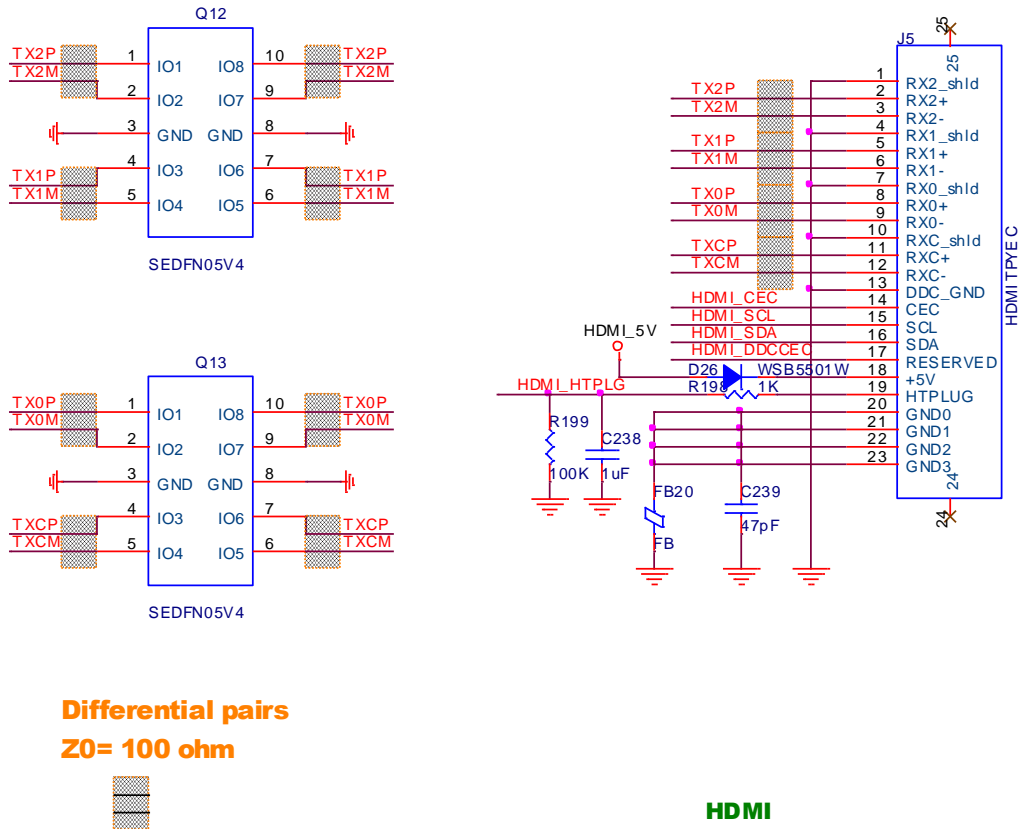 Q12
TX2P 1 IO1 IO8 10 TX2P
TX2M 2 IO2 IO7 9 TX2M
3 GND GND 8
TX1P 4 IO3 IO6 7 TX1P
TX1M 5 IO4 IO5 6 TX1M
SEDFN05V4
Q13
TX0P 1 IO1 IO8 10 TX0P
TX0M 2 IO2 IO7 9 TX0M
3 GND GND 8
TXCP 4 IO3 IO6 7 TXCP
TXCM 5 IO4 IO5 6 TXCM
SEDFN05V4
25
J5
25
1 RX2_shld
TX2P 2 RX2+
TX2M 3 RX2-
4 RX1_shld
TX1P 5 RX1+
TX1M 6 RX1-
7 RX0_shld
TX0P 8 RX0+
TX0M 9 RX0-
10 RXC_shld
TXCP 11 RXC+
TXCM 12 RXC-
13 DDC_GND
HDMI_CEC 14 CEC
HDMI_SCL 15 SCL
HDMI_SDA 16 SDA
HDMI_DDCCEC 17 RESERVED
HDMI_5V
D26 WSB5501W 18 +5V
HDMI_HTPLG R198 1K 19 HTPLUG
20 GND0
21 GND1
22 GND2
23 GND3
24
24
HDMI TPYE C
R199
100K
C238
1uF
FB20
FB
C239
47pF
Differential pairs
Z0= 100 ohm
HDMI